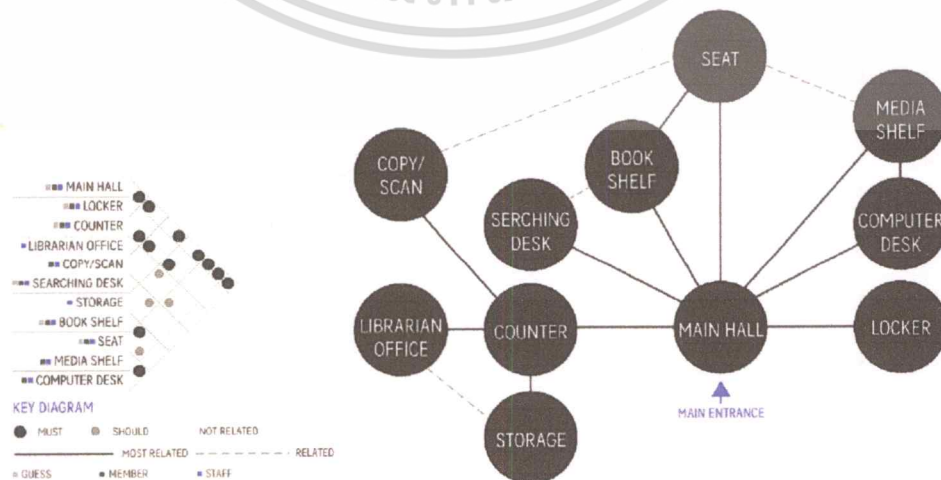 MAIN HALL
LOCKER
COUNTER
LIBRARIAN OFFICE
COPY/SCAN
SEARCHING DESK
STORAGE
BOOK SHELF
SEAT
MEDIA SHELF
COMPUTER DESK
KEY DIAGRAM
MUST SHOULD NOT RELATED
MOST RELATED RELATED
GUESS MEMBER STAFF
SEAT
MEDIA
SHELF
COPY/
SCAN
BOOK
SHELF
SERCHING
DESK
COMPUTER
DESK
LIBRARIAN
OFFICE
COUNTER
MAIN HALL
LOCKER
MAIN ENTRANCE
STORAGE